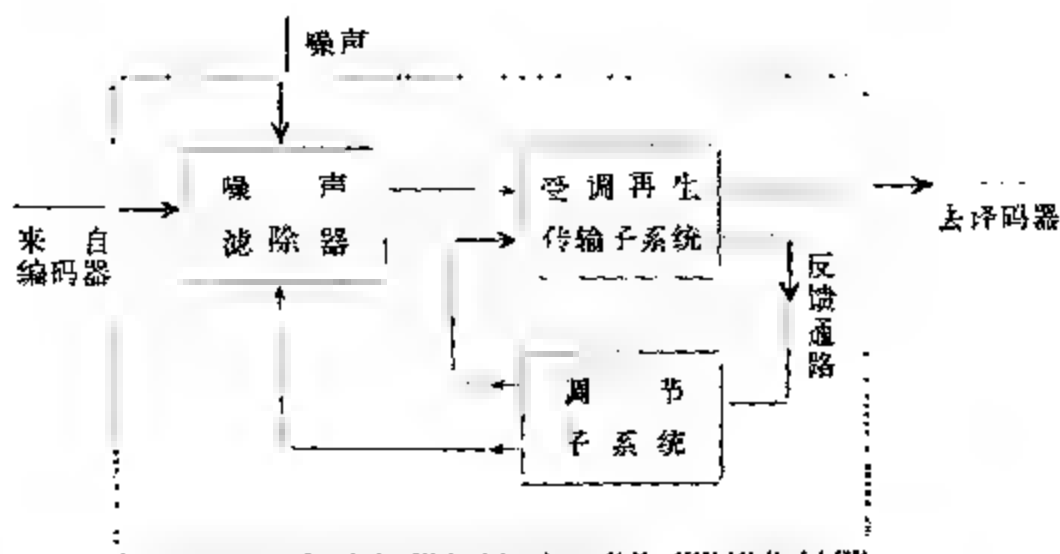 噪声
噪 声
滤除器
受调再生
传输子系统
来 自
编码器
去译码器
反馈通路
调 节
子系统